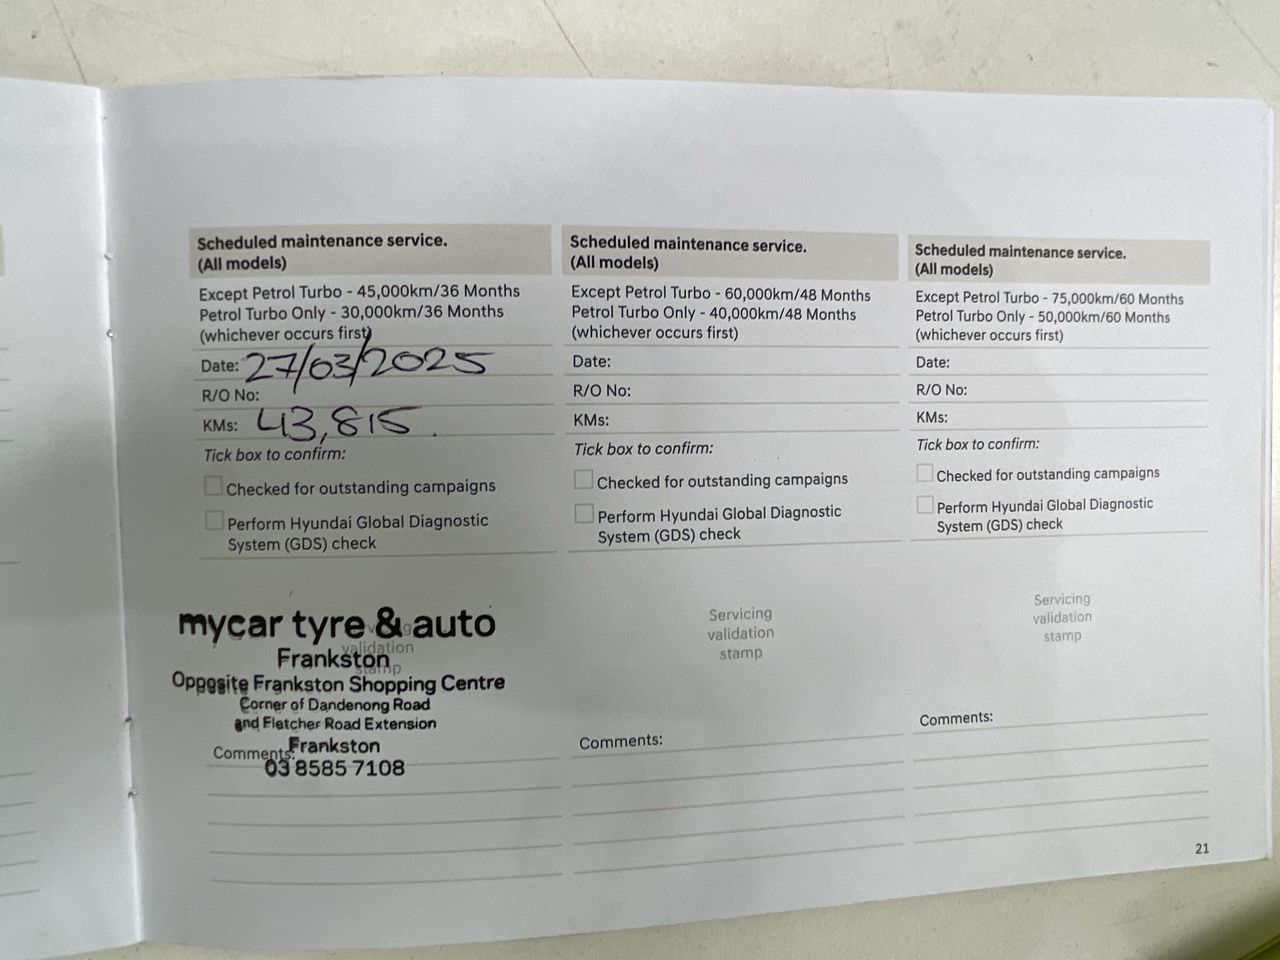 Scheduled maintenance service.
(All models)
Except Petrol Turbo - 45,000km/36 Months
Petrol Turbo Only - 30,000km/36 Months
(whichever occurs first)
Date: 27/03/2025
R/O No:
KMs: 43,815.
Tick box to confirm:
Checked for outstanding campaigns
Perform Hyundai Global Diagnostic
System (GDS) check
mycar tyre & auto
Servicing
validation
stamp
Frankston
Opposite Frankston Shopping Centre
Corner of Dandenong Road
and Fletcher Road Extension
Frankston
Comments:
03 8585 7108
Scheduled maintenance service.
(All models)
Except Petrol Turbo - 60,000km/48 Months
Petrol Turbo Only - 40,000km/48 Months
(whichever occurs first)
Date:
R/O No:
KMs:
Tick box to confirm:
Checked for outstanding campaigns
Perform Hyundai Global Diagnostic
System (GDS) check
Servicing
validation
stamp
Comments:
Scheduled maintenance service.
(All models)
Except Petrol Turbo - 75,000km/60 Months
Petrol Turbo Only - 50,000km/60 Months
(whichever occurs first)
Date:
R/O No:
KMs:
Tick box to confirm:
Checked for outstanding campaigns
Perform Hyundai Global Diagnostic
System (GDS) check
Servicing
validation
stamp
Comments:
21